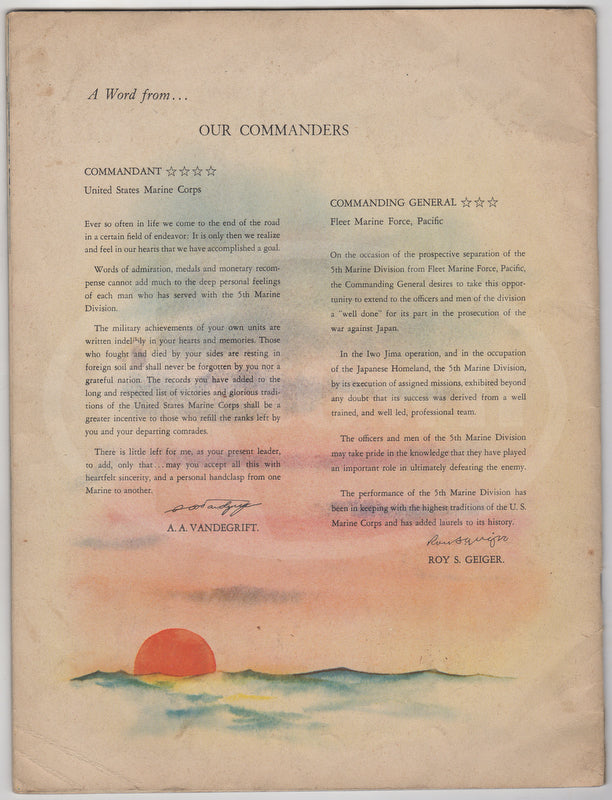 A Word from...
OUR COMMANDERS
COMMANDANT ☆☆☆☆
United States Marine Corps
Ever so often in life we come to the end of the road
in a certain field of endeavor: It is only then we realize
and feel in our hearts that we have accomplished a goal.
Words of admiration, medals and monetary recom-
pense cannot add much to the deep personal feelings
of each man who has served with the 5th Marine
Division.
The military achievements of your own units are
written indelibly in your hearts and memories. Those
who fought and died by your sides are resting in
foreign soil and shall never be forgotten by you nor a
grateful nation. The records you have added to the
long and respected list of victories and glorious tradi-
tions of the United States Marine Corps shall be a
greater incentive to those who refill the ranks left by
you and your departing comrades.
There is little left for me, as your present leader,
to add, only that...may you accept all this with
heartfelt sincerity, and a personal handclasp from one
Marine to another.
A A Vandegrift
A. A. VANDEGRIFT.
COMMANDING GENERAL ☆☆☆
Fleet Marine Force, Pacific
On the occasion of the prospective separation of the
5th Marine Division from Fleet Marine Force, Pacific,
the Commanding General desires to take this oppor-
tunity to extend to the officers and men of the division
a "well done" for its part in the prosecution of the
war against Japan.
In the Iwo Jima operation, and in the occupation
of the Japanese Homeland, the 5th Marine Division,
by its execution of assigned missions, exhibited beyond
any doubt that its success was derived from a well
trained, and well led, professional team.
The officers and men of the 5th Marine Division
may take pride in the knowledge that they have played
an important role in ultimately defeating the enemy.
The performance of the 5th Marine Division has
been in keeping with the highest traditions of the U. S.
Marine Corps and has added laurels to its history.
Roy S Geiger
ROY S. GEIGER.